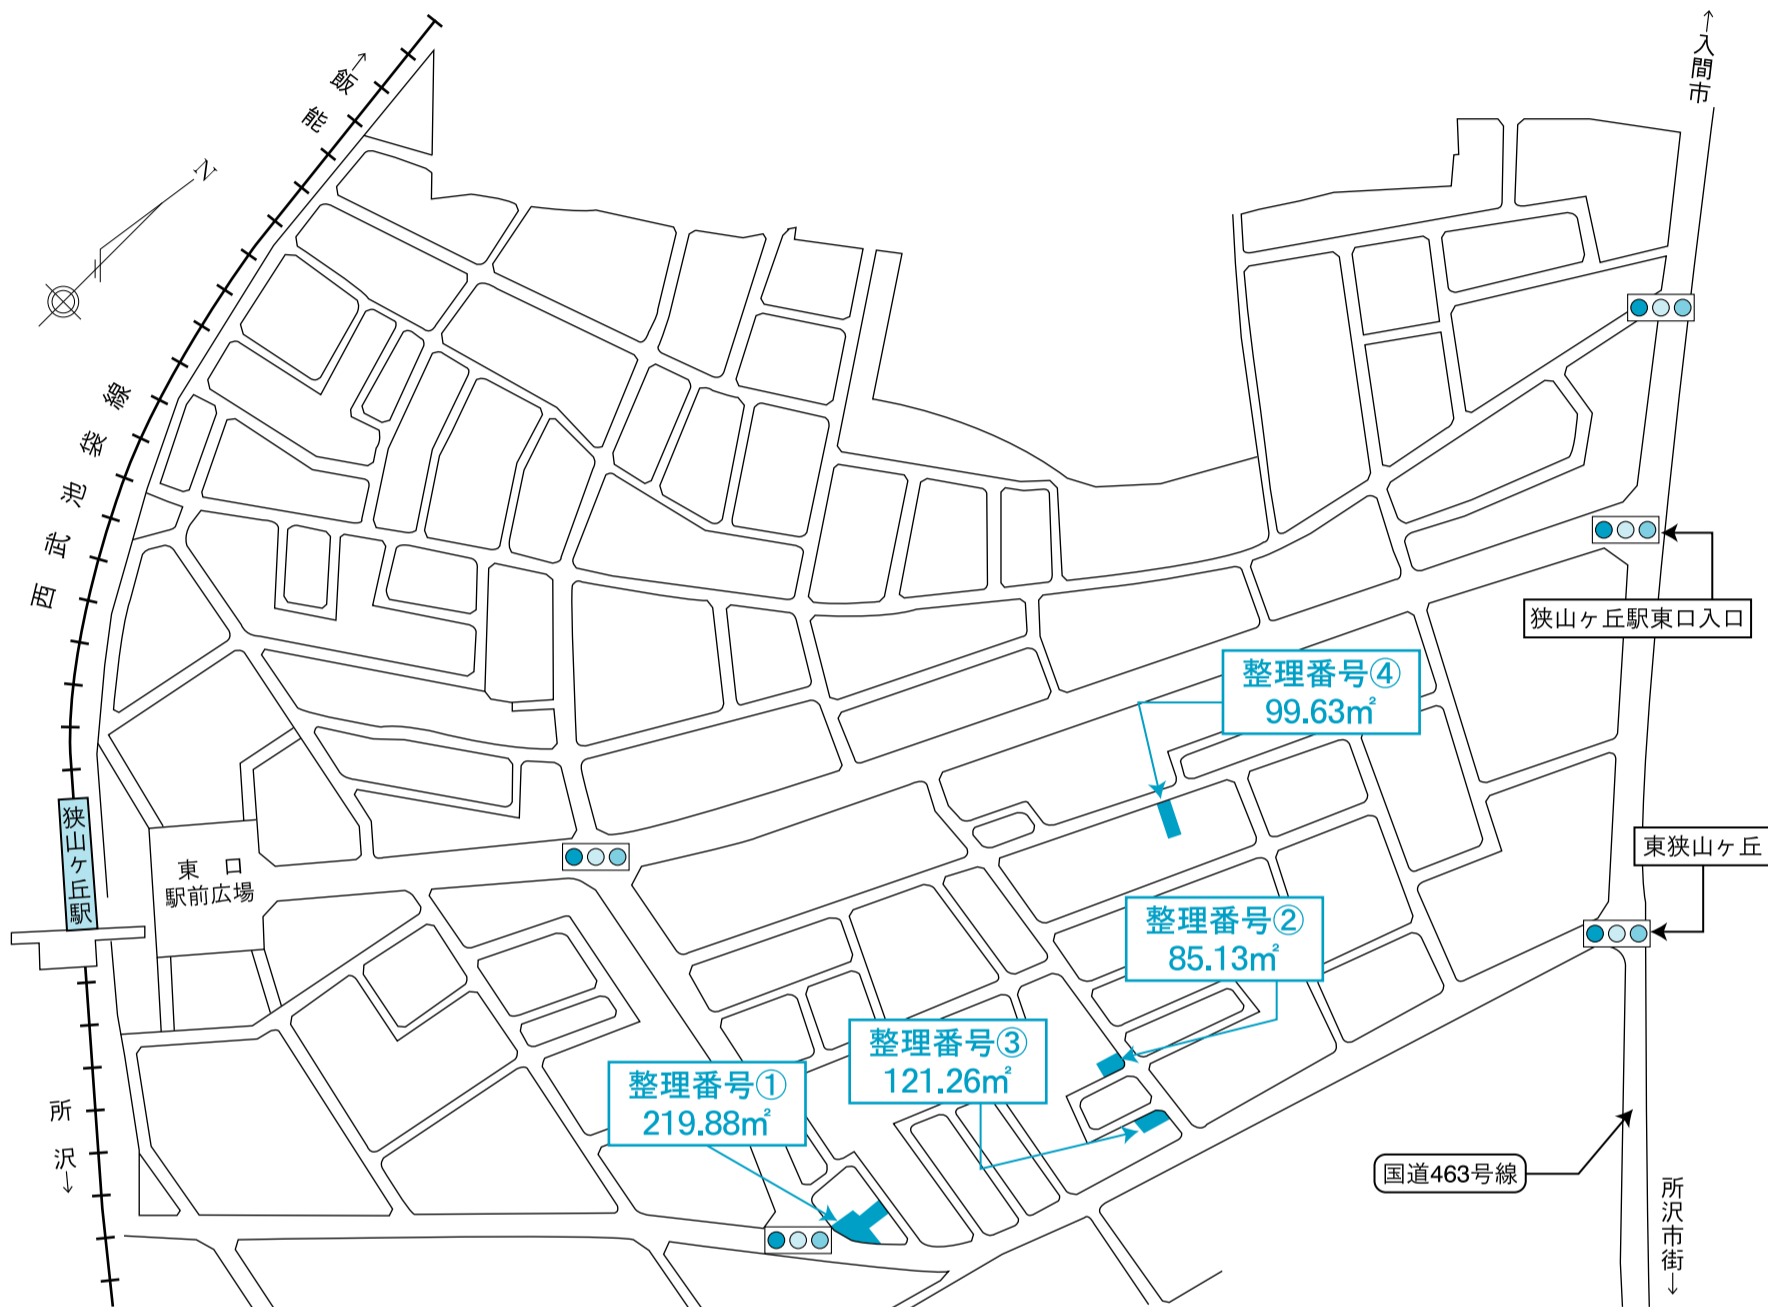 ↑入間市
↑飯能
N
西武池袋線
狭山ヶ丘駅東口入口
整理番号④
99.63㎡
狭山ヶ丘駅
東口
駅前広場
東狭山ヶ丘
整理番号②
85.13㎡
整理番号③
121.26㎡
整理番号①
219.88㎡
所沢↓
国道463号線
所沢市街↓